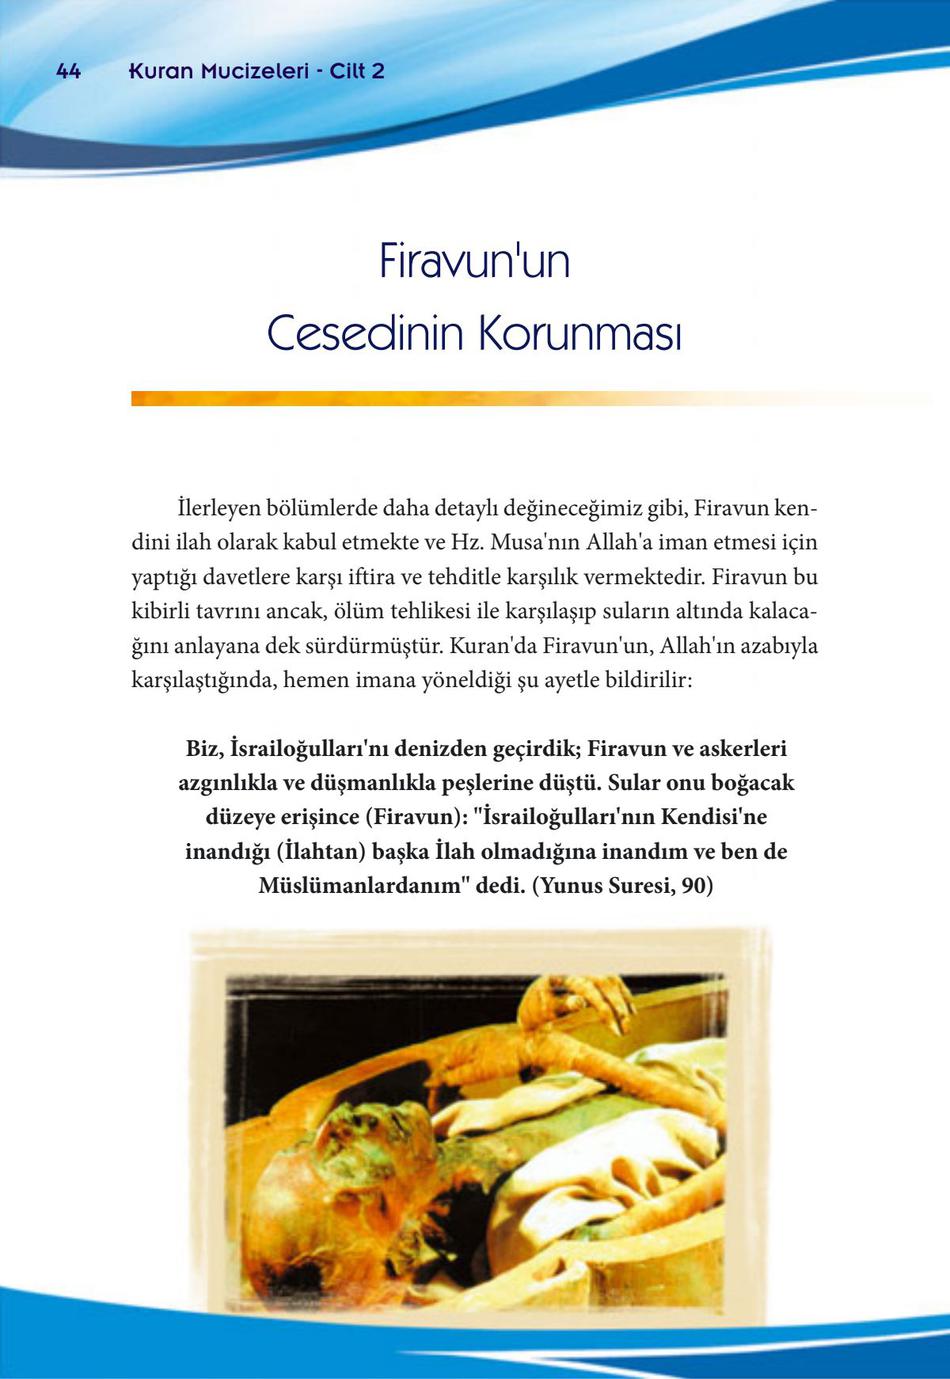 44 Kuran Mucizeleri - Cilt 2
Firavun'un
Cesedinin Korunması
İlerleyen bölümlerde daha detaylı değineceğimiz gibi, Firavun ken-
dini ilah olarak kabul etmekte ve Hz. Musa'nın Allah'a iman etmesi için
yaptığı davetlere karşı iftira ve tehditle karşılık vermektedir. Firavun bu
kibirli tavrını ancak, ölüm tehlikesi ile karşılaşıp suların altında kalaca-
ğını anlayana dek sürdürmüştür. Kuran'da Firavun'un, Allah'ın azabıyla
karşılaştığında, hemen imana yöneldiği şu ayetle bildirilir:
Biz, İsrailoğulları'nı denizden geçirdik; Firavun ve askerleri
azgınlıkla ve düşmanlıkla peşlerine düştü. Sular onu boğacak
düzeye erişince (Firavun): "İsrailoğulları'nın Kendisi'ne
inandığı (İlahtan) başka İlah olmadığına inandım ve ben de
Müslümanlardanım" dedi. (Yunus Suresi, 90)